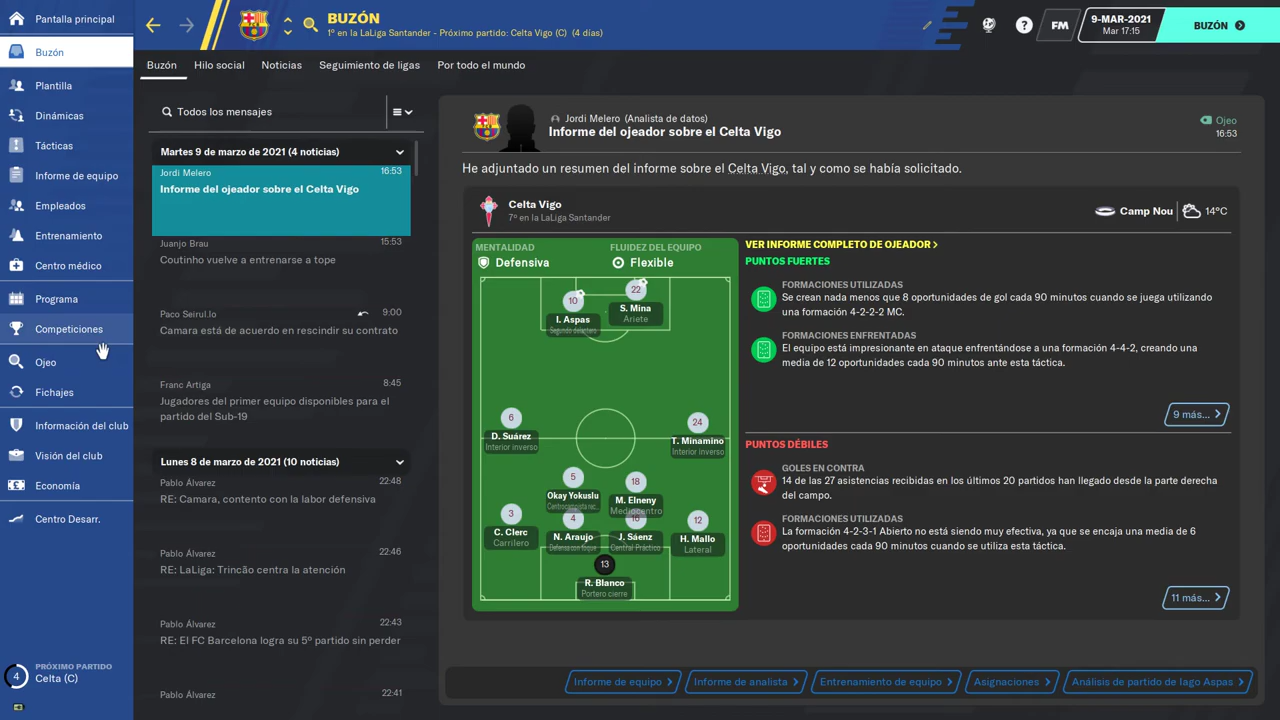 Pantalla principal
Buzón
Plantilla
Dinámicas
Tácticas
Informe de equipo
Empleados
Entrenamiento
Centro médico
Programa
Competiciones
Ojeo
Fichajes
Información del club
Visión del club
Economía
Centro Desarr.
PRÓXIMO PARTIDO
4
Celta (C)
BUZÓN
1º en la LaLiga Santander - Próximo partido: Celta Vigo (C) (4 días)
FM
9-MAR-2021
Mar 17:15
BUZÓN
Buzón
Hilo social
Noticias
Seguimiento de ligas
Por todo el mundo
Todos los mensajes
Martes 9 de marzo de 2021 (4 noticias)
Jordi Melero 16:53
Informe del ojeador sobre el Celta Vigo
Juanjo Brau 15:53
Coutinho vuelve a entrenarse a tope
Paco Seirul.lo 9:00
Camara está de acuerdo en rescindir su contrato
Franc Artiga 8:45
Jugadores del primer equipo disponibles para el
partido del Sub-19
Lunes 8 de marzo de 2021 (10 noticias)
Pablo Álvarez 22:48
RE: Camara, contento con la labor defensiva
Pablo Álvarez 22:46
RE: LaLiga: Trincão centra la atención
Pablo Álvarez 22:43
RE: El FC Barcelona logra su 5º partido sin perder
Pablo Álvarez 22:41
Jordi Melero (Analista de datos)
Informe del ojeador sobre el Celta Vigo
Ojeo
16:53
He adjuntado un resumen del informe sobre el Celta Vigo, tal y como se había solicitado.
Celta Vigo
7º en la LaLiga Santander
Camp Nou
14°C
MENTALIDAD
Defensiva
FLUIDEZ DEL EQUIPO
Flexible
10
I. Aspas
Segundo delantero
22
S. Mina
Ariete
6
D. Suárez
Interior inverso
24
T. Minamino
Interior inverso
5
Okay Yokuslu
18
M. Elneny
Mediocentro
3
C. Clerc
Carrilero
4
N. Araujo
Defensa con toque
16
J. Sáenz
Central Práctico
12
H. Mallo
Lateral
13
R. Blanco
Portero cierre
VER INFORME COMPLETO DE OJEADOR >
PUNTOS FUERTES
FORMACIONES UTILIZADAS
Se crean nada menos que 8 oportunidades de gol cada 90 minutos cuando se juega utilizando
una formación 4-2-2-2 MC.
FORMACIONES ENFRENTADAS
El equipo está impresionante en ataque enfrentándose a una formación 4-4-2, creando una
media de 12 oportunidades cada 90 minutos ante esta táctica.
9 más... >
PUNTOS DÉBILES
GOLES EN CONTRA
14 de las 27 asistencias recibidas en los últimos 20 partidos han llegado desde la parte derecha
del campo.
FORMACIONES UTILIZADAS
La formación 4-2-3-1 Abierto no está siendo muy efectiva, ya que se encaja una media de 6
oportunidades cada 90 minutos cuando se utiliza esta táctica.
11 más... >
Informe de equipo >
Informe de analista >
Entrenamiento de equipo >
Asignaciones >
Análisis de partido de Iago Aspas >